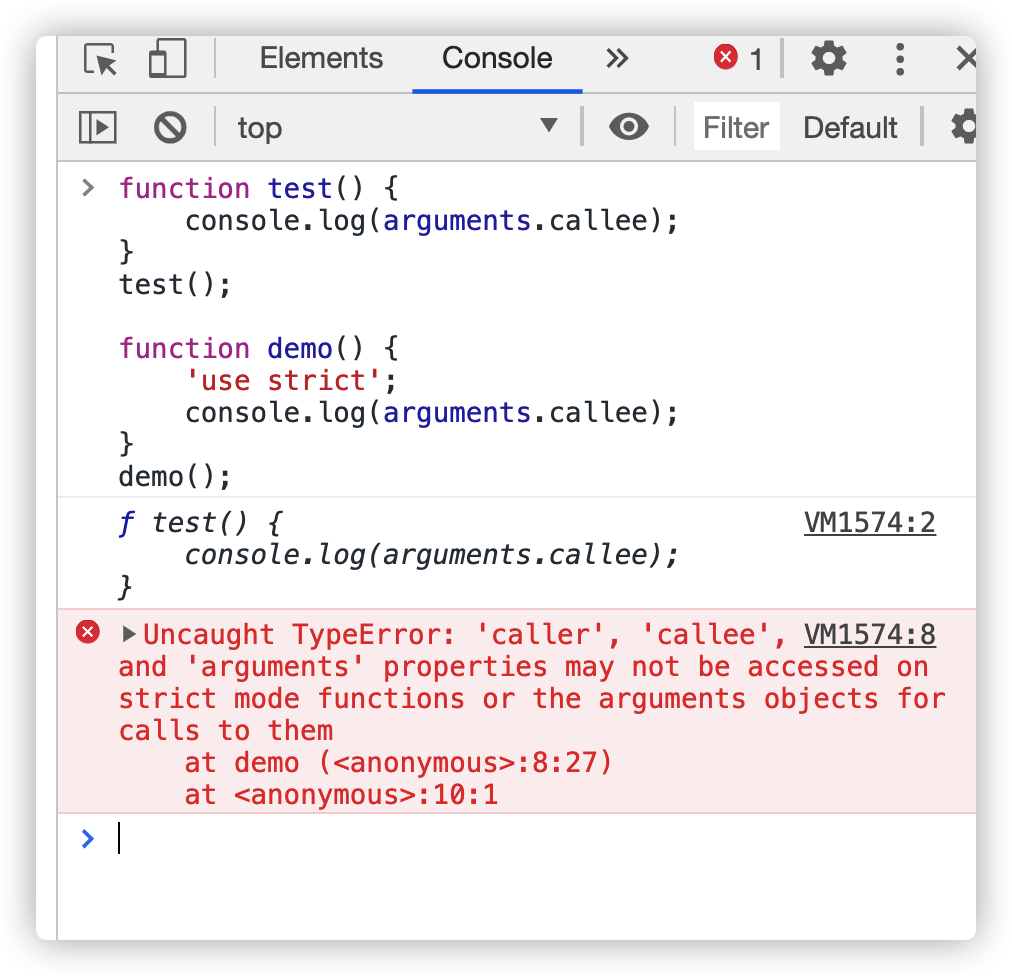 Elements Console » 1
top Filter Default
function test() {
    console.log(arguments.callee);
}
test();

function demo() {
    'use strict';
    console.log(arguments.callee);
}
demo();
ƒ test() { VM1574:2
    console.log(arguments.callee);
}
Uncaught TypeError: 'caller', 'callee', VM1574:8
and 'arguments' properties may not be accessed on
strict mode functions or the arguments objects for
calls to them
    at demo (<anonymous>:8:27)
    at <anonymous>:10:1